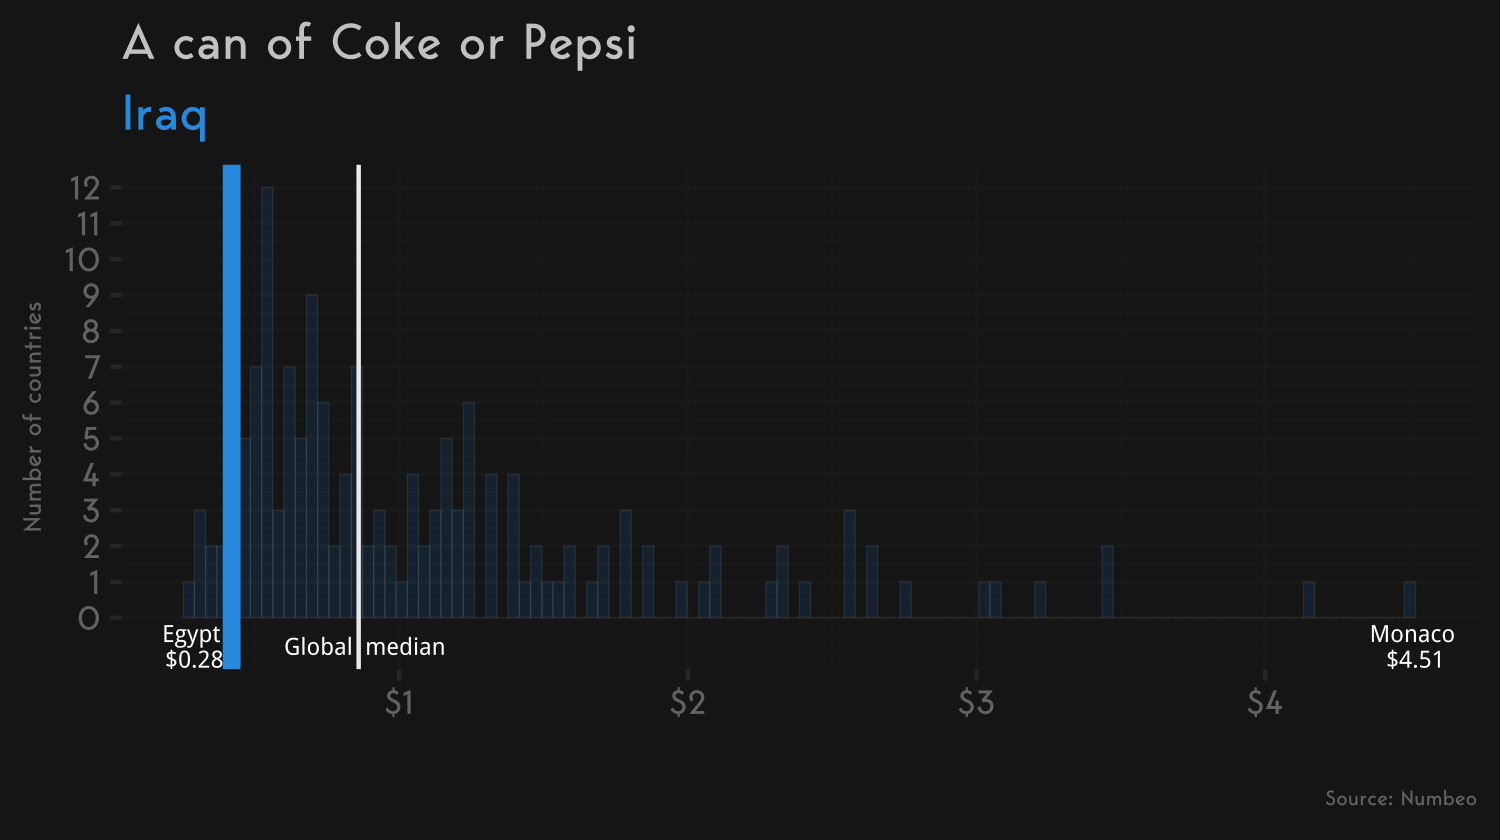 A can of Coke or Pepsi
Iraq
Number of countries
12
11
10
9
8
7
6
5
4
3
2
1
0
Egypt
$0.28
Global median
Monaco
$4.51
$1
$2
$3
$4
Source: Numbeo